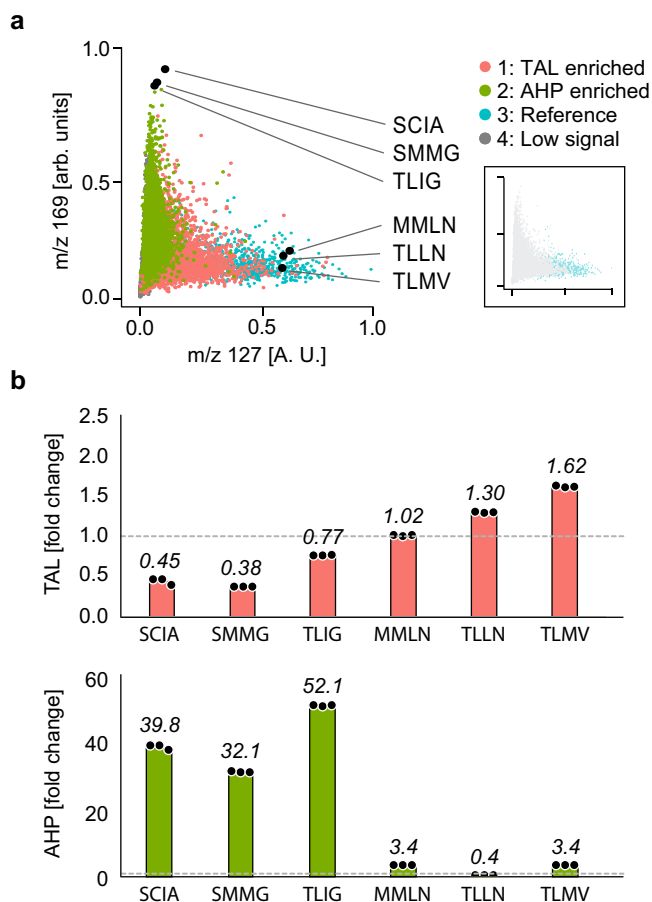 a
1.0
0.5
0.0
m/z 169 [arb. units]
0.0
0.5
1.0
m/z 127 [A. U.]
SCIA
SMMG
TLIG
MMLN
TLLN
TLMV
1: TAL enriched
2: AHP enriched
3: Reference
4: Low signal
b
TAL [fold change]
2.5
2.0
1.5
1.0
0.5
0.0
0.45
0.38
0.77
1.02
1.30
1.62
SCIA SMMG TLIG MMLN TLLN TLMV
AHP [fold change]
60
40
20
0
39.8
32.1
52.1
3.4
0.4
3.4
SCIA SMMG TLIG MMLN TLLN TLMV